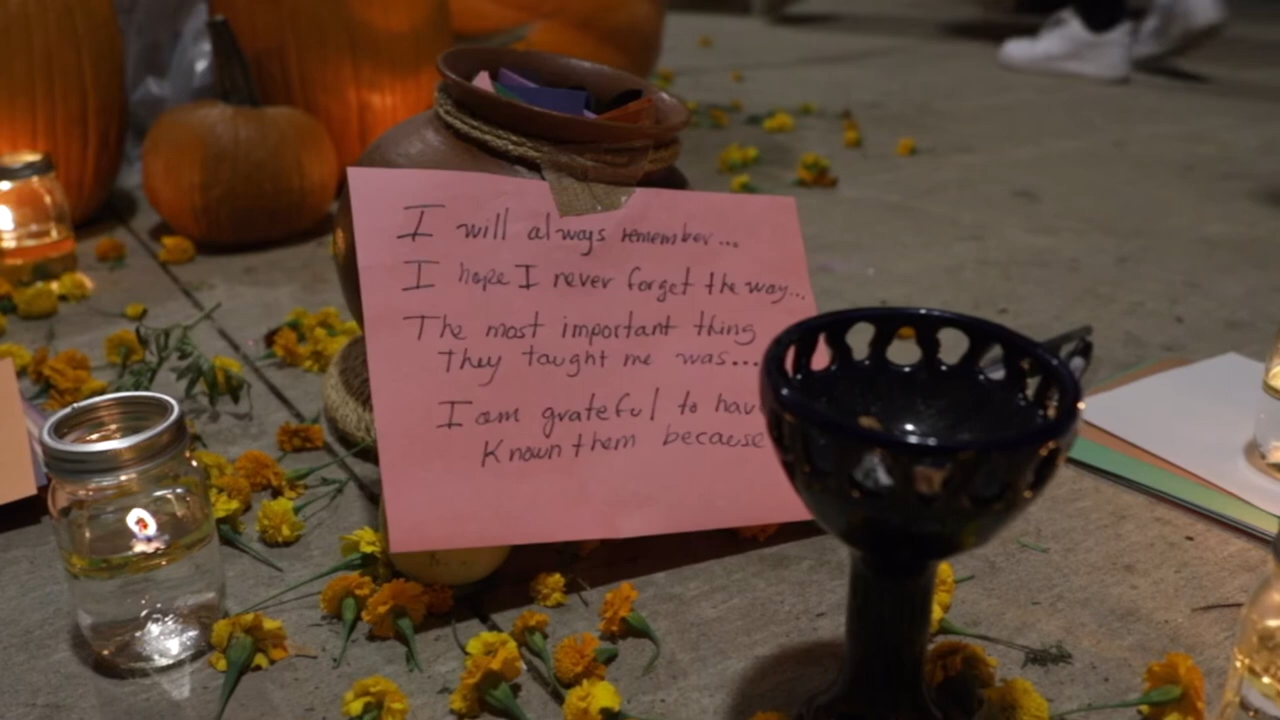 I will always remember...
I hope I never forget the way...
The most important thing
They taught me was...
I am grateful to hav
Known them because